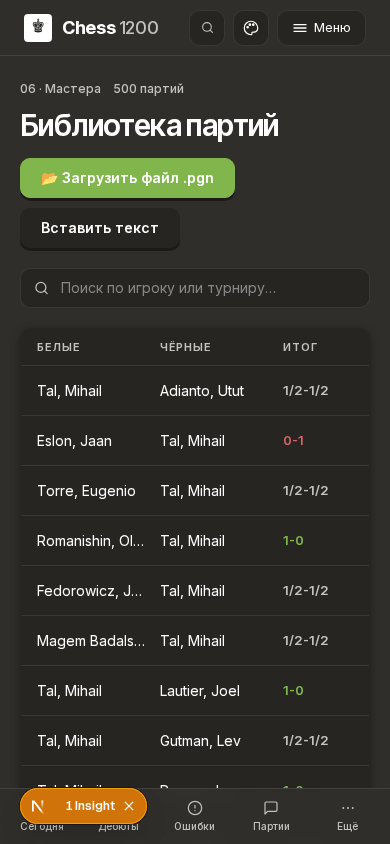 Chess 1200
Меню
06 · Мастера 500 партий
Библиотека партий
Загрузить файл .pgn
Вставить текст
Поиск по игроку или турниру…
БЕЛЫЕ ЧЁРНЫЕ ИТОГ
Tal, Mihail Adianto, Utut 1/2-1/2
Eslon, Jaan Tal, Mihail 0-1
Torre, Eugenio Tal, Mihail 1/2-1/2
Romanishin, Ol… Tal, Mihail 1-0
Fedorowicz, J… Tal, Mihail 1/2-1/2
Magem Badals… Tal, Mihail 1/2-1/2
Tal, Mihail Lautier, Joel 1-0
Tal, Mihail Gutman, Lev 1/2-1/2
N 1 Insight
Сегодня Дебюты Ошибки Партии Ещё